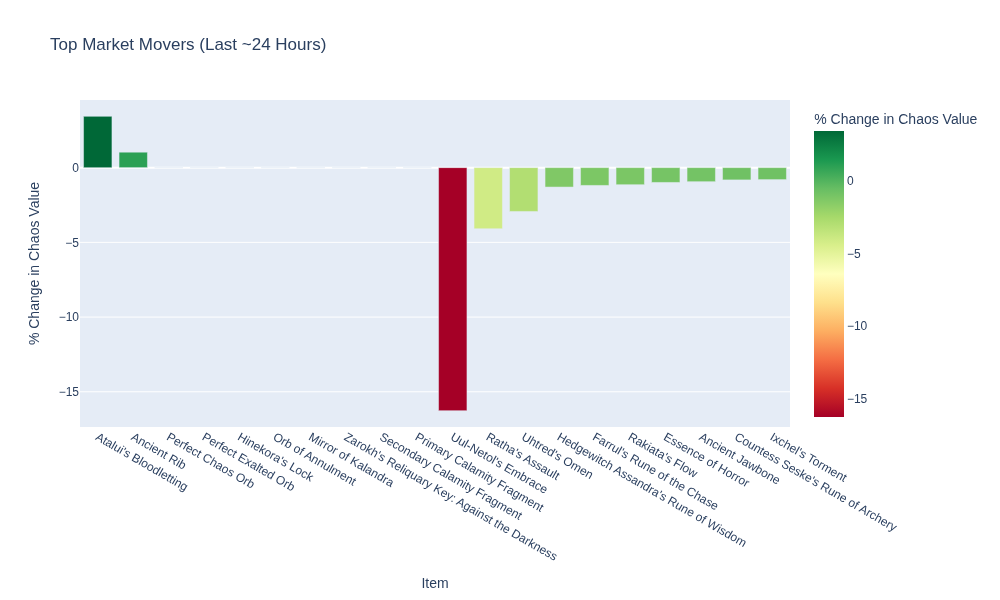 Top Market Movers (Last ~24 Hours)
% Change in Chaos Value
0
−5
−10
−15
% Change in Chaos Value
0
−5
−10
−15
Atalui's Bloodletting
Ancient Rib
Perfect Chaos Orb
Perfect Exalted Orb
Hinekora's Lock
Orb of Annulment
Mirror of Kalandra
Zarokh's Reliquary Key: Against the Darkness
Secondary Calamity Fragment
Primary Calamity Fragment
Uul-Netol's Embrace
Ratha's Assault
Uhtred's Omen
Hedgewitch Assandra's Rune of Wisdom
Farrul's Rune of the Chase
Rakiata's Flow
Essence of Horror
Ancient Jawbone
Countess Seske's Rune of Archery
Ixchel's Torment
Item